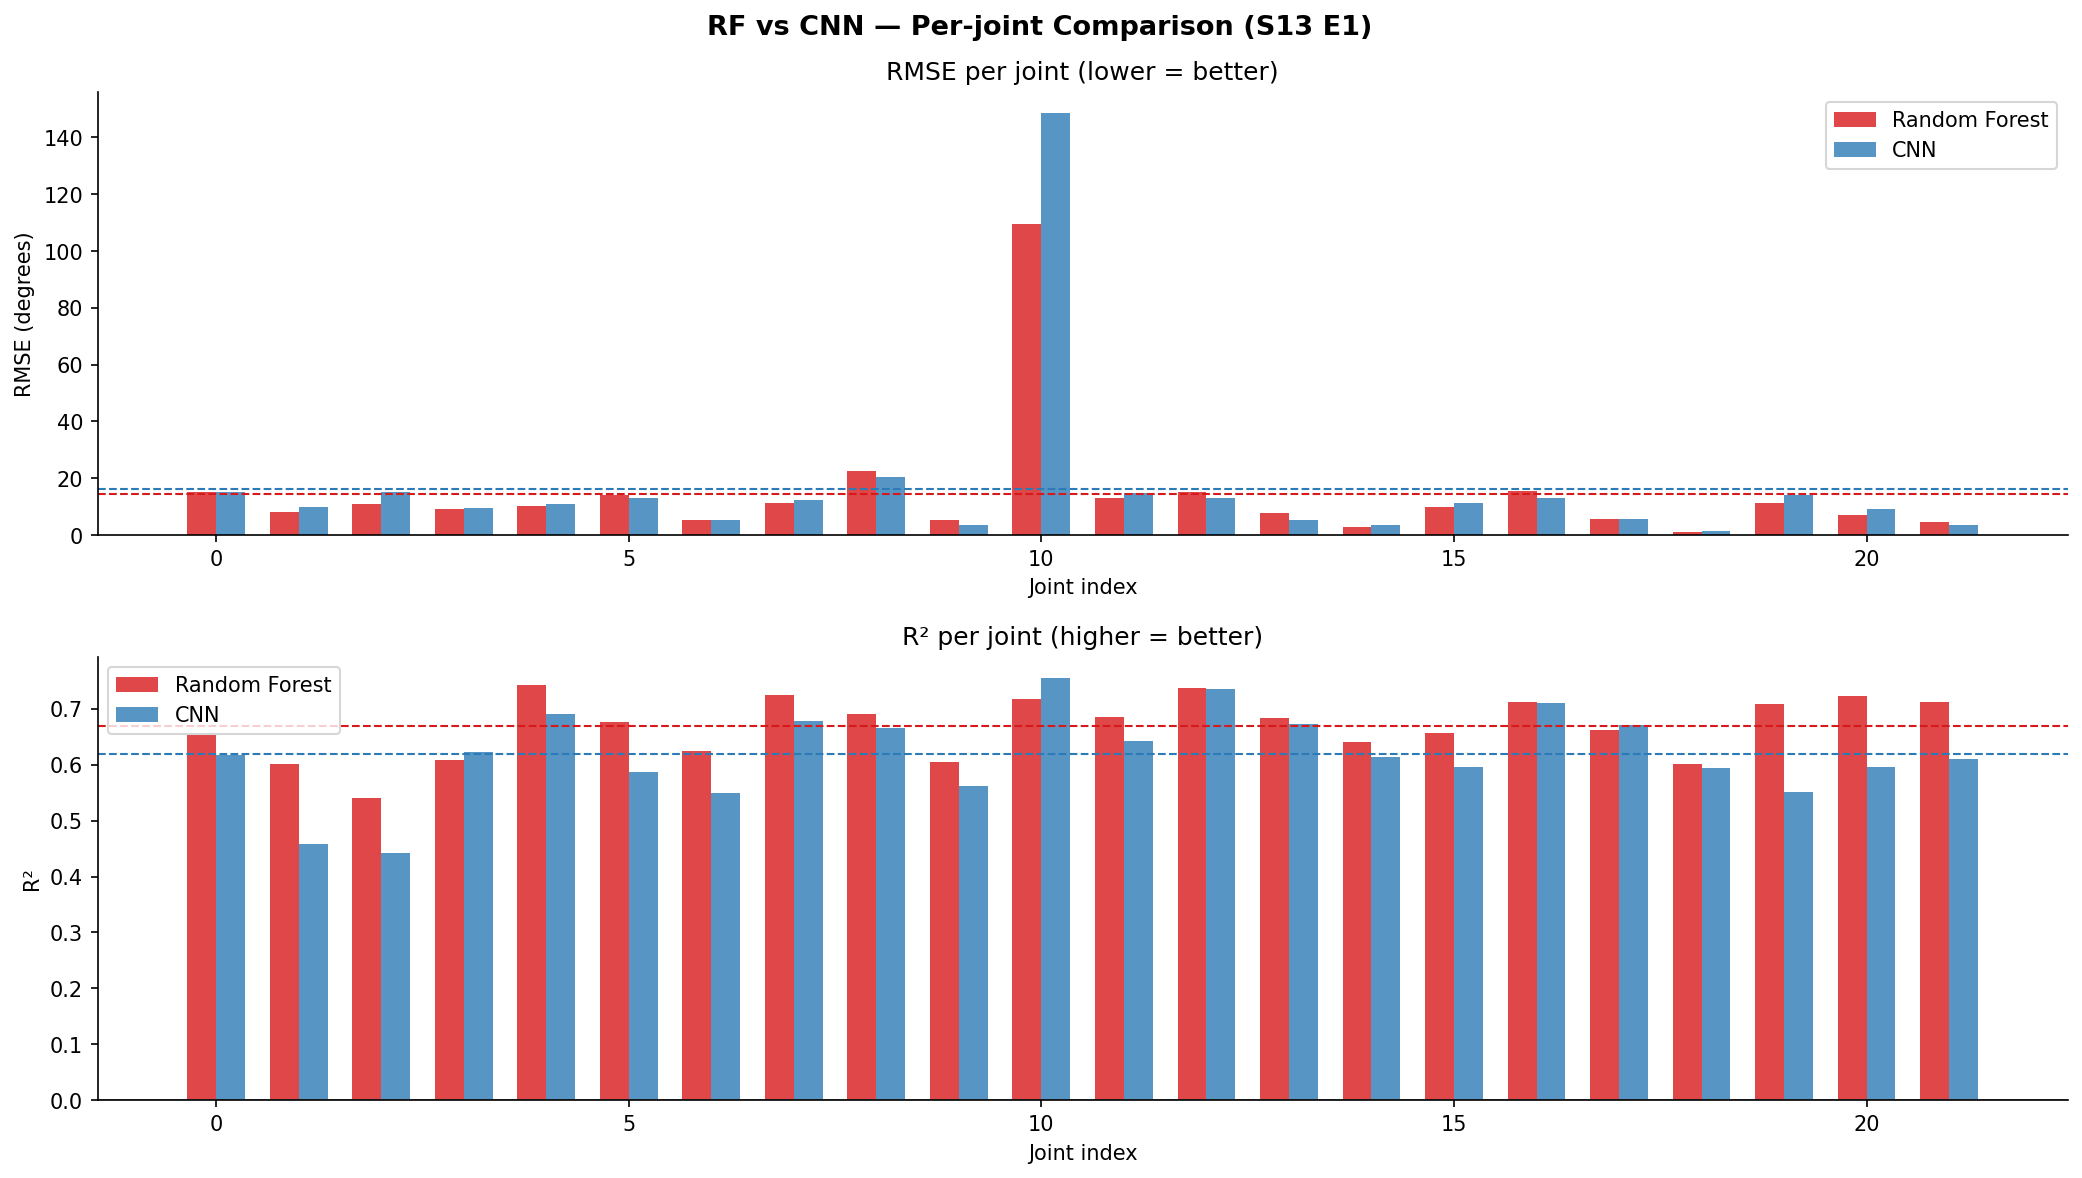 RF vs CNN — Per-joint Comparison (S13 E1)
RMSE per joint (lower = better)
Random Forest
CNN
RMSE (degrees)
140
120
100
80
60
40
20
0
0 5 10 15 20
Joint index
R² per joint (higher = better)
Random Forest
CNN
R²
0.7
0.6
0.5
0.4
0.3
0.2
0.1
0.0
0 5 10 15 20
Joint index